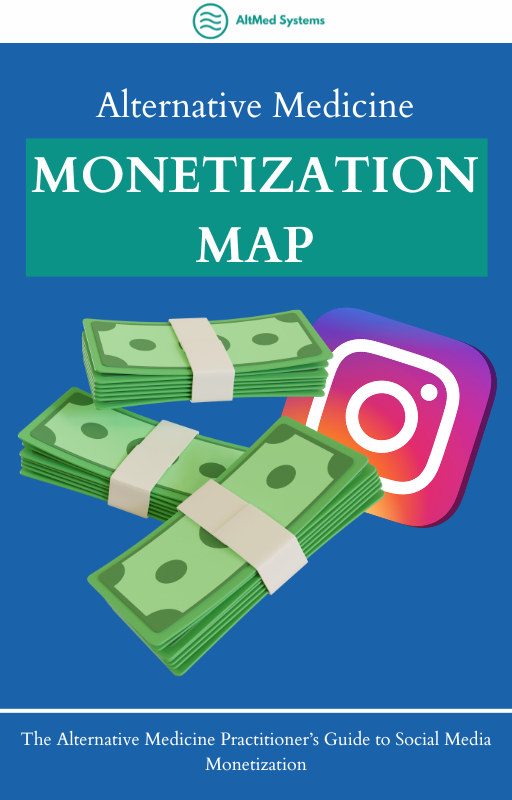 AltMed Systems
Alternative Medicine
MONETIZATION
MAP
The Alternative Medicine Practitioner’s Guide to Social Media
Monetization